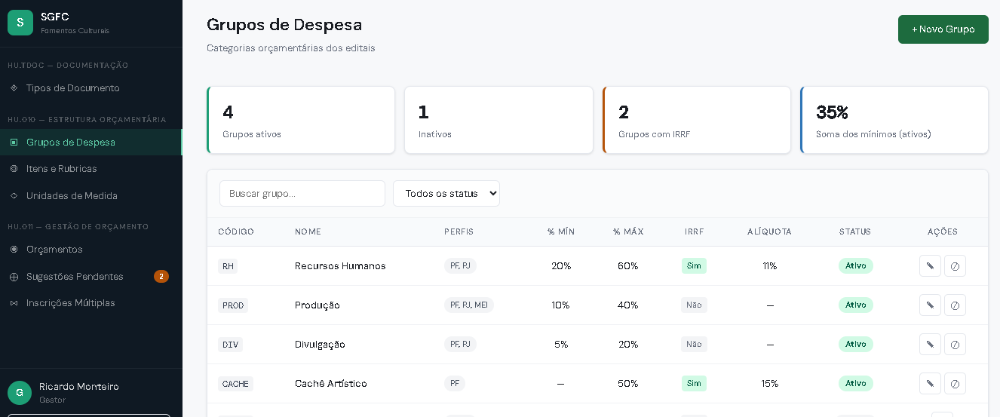 S
SGFC
Fomentos Culturais
HU.TDOC — DOCUMENTAÇÃO
Tipos de Documento
HU.010 — ESTRUTURA ORÇAMENTÁRIA
Grupos de Despesa
Itens e Rubricas
Unidades de Medida
HU.011 — GESTÃO DE ORÇAMENTO
Orçamentos
Sugestões Pendentes 2
Inscrições Múltiplas
G
Ricardo Monteiro
Gestor
Grupos de Despesa
Categorias orçamentárias dos editais
+ Novo Grupo
4
Grupos ativos
1
Inativos
2
Grupos com IRRF
35%
Soma dos mínimos (ativos)
Buscar grupo... Todos os status
CÓDIGO NOME PERFIS % MÍN % MÁX IRRF ALÍQUOTA STATUS AÇÕES
RH Recursos Humanos PF, PJ 20% 60% Sim 11% Ativo
PROD Produção PF, PJ, MEI 10% 40% Não — Ativo
DIV Divulgação PF, PJ 5% 20% Não — Ativo
CACHE Cachê Artístico PF — 50% Sim 15% Ativo